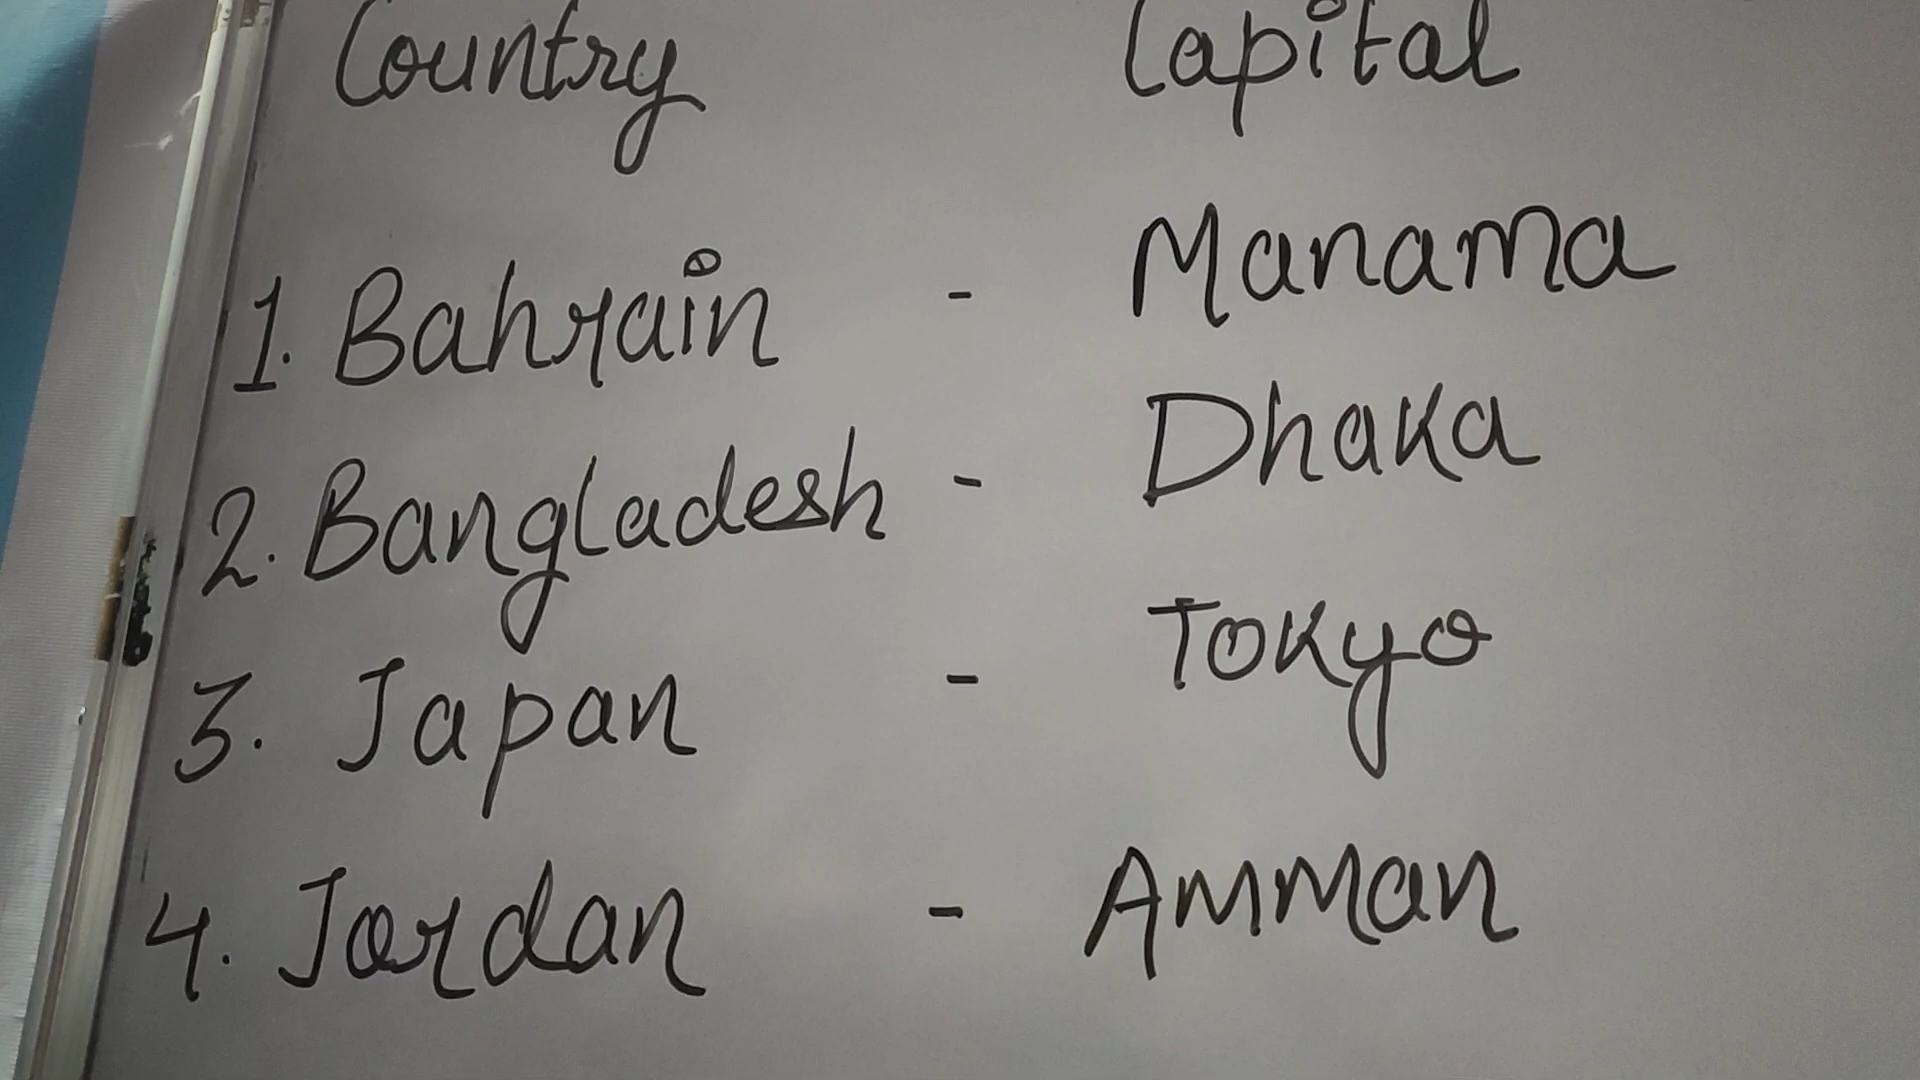 Country Capital
1. Bahrain - Manama
2. Bangladesh - Dhaka
3. Japan - Tokyo
4. Jordan - Amman